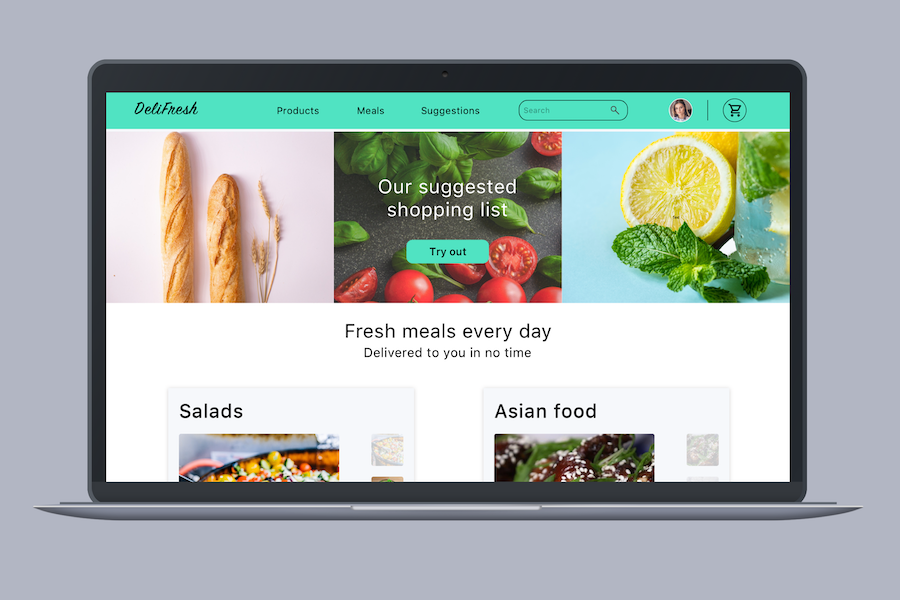 DeliFresh
Products
Meals
Suggestions
Search
Our suggested
shopping list
Try out
Fresh meals every day
Delivered to you in no time
Salads
Asian food